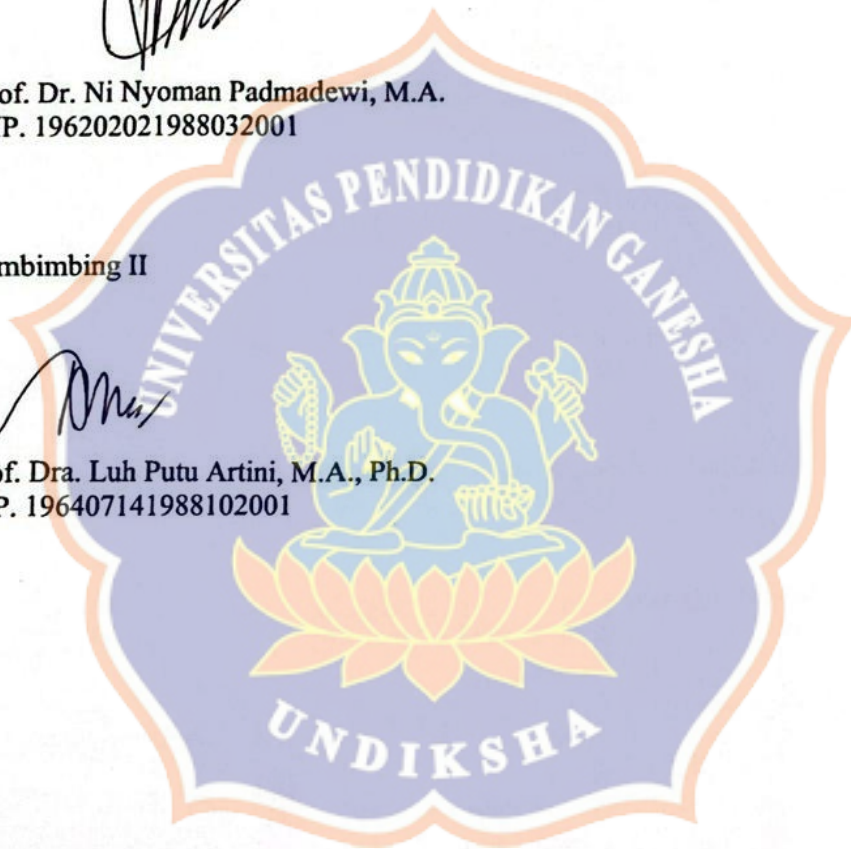 of. Dr. Ni Nyoman Padmadewi, M.A.
P. 196202021988032001
mbimbing II
of. Dra. Luh Putu Artini, M.A., Ph.D.
P. 196407141988102001
UNIVERSITAS PENDIDIKAN GANESHA
UNDIKSHA